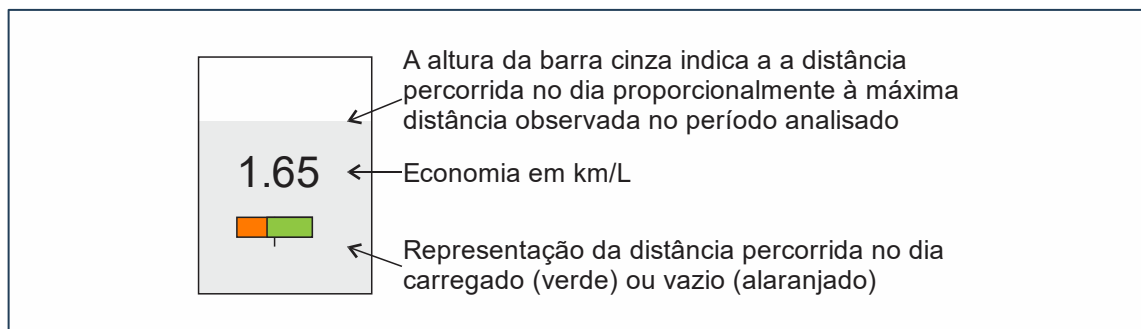 A altura da barra cinza indica a a distância
percorrida no dia proporcionalmente à máxima
distância observada no período analisado
1.65
Economia em km/L
Representação da distância percorrida no dia
carregado (verde) ou vazio (alaranjado)